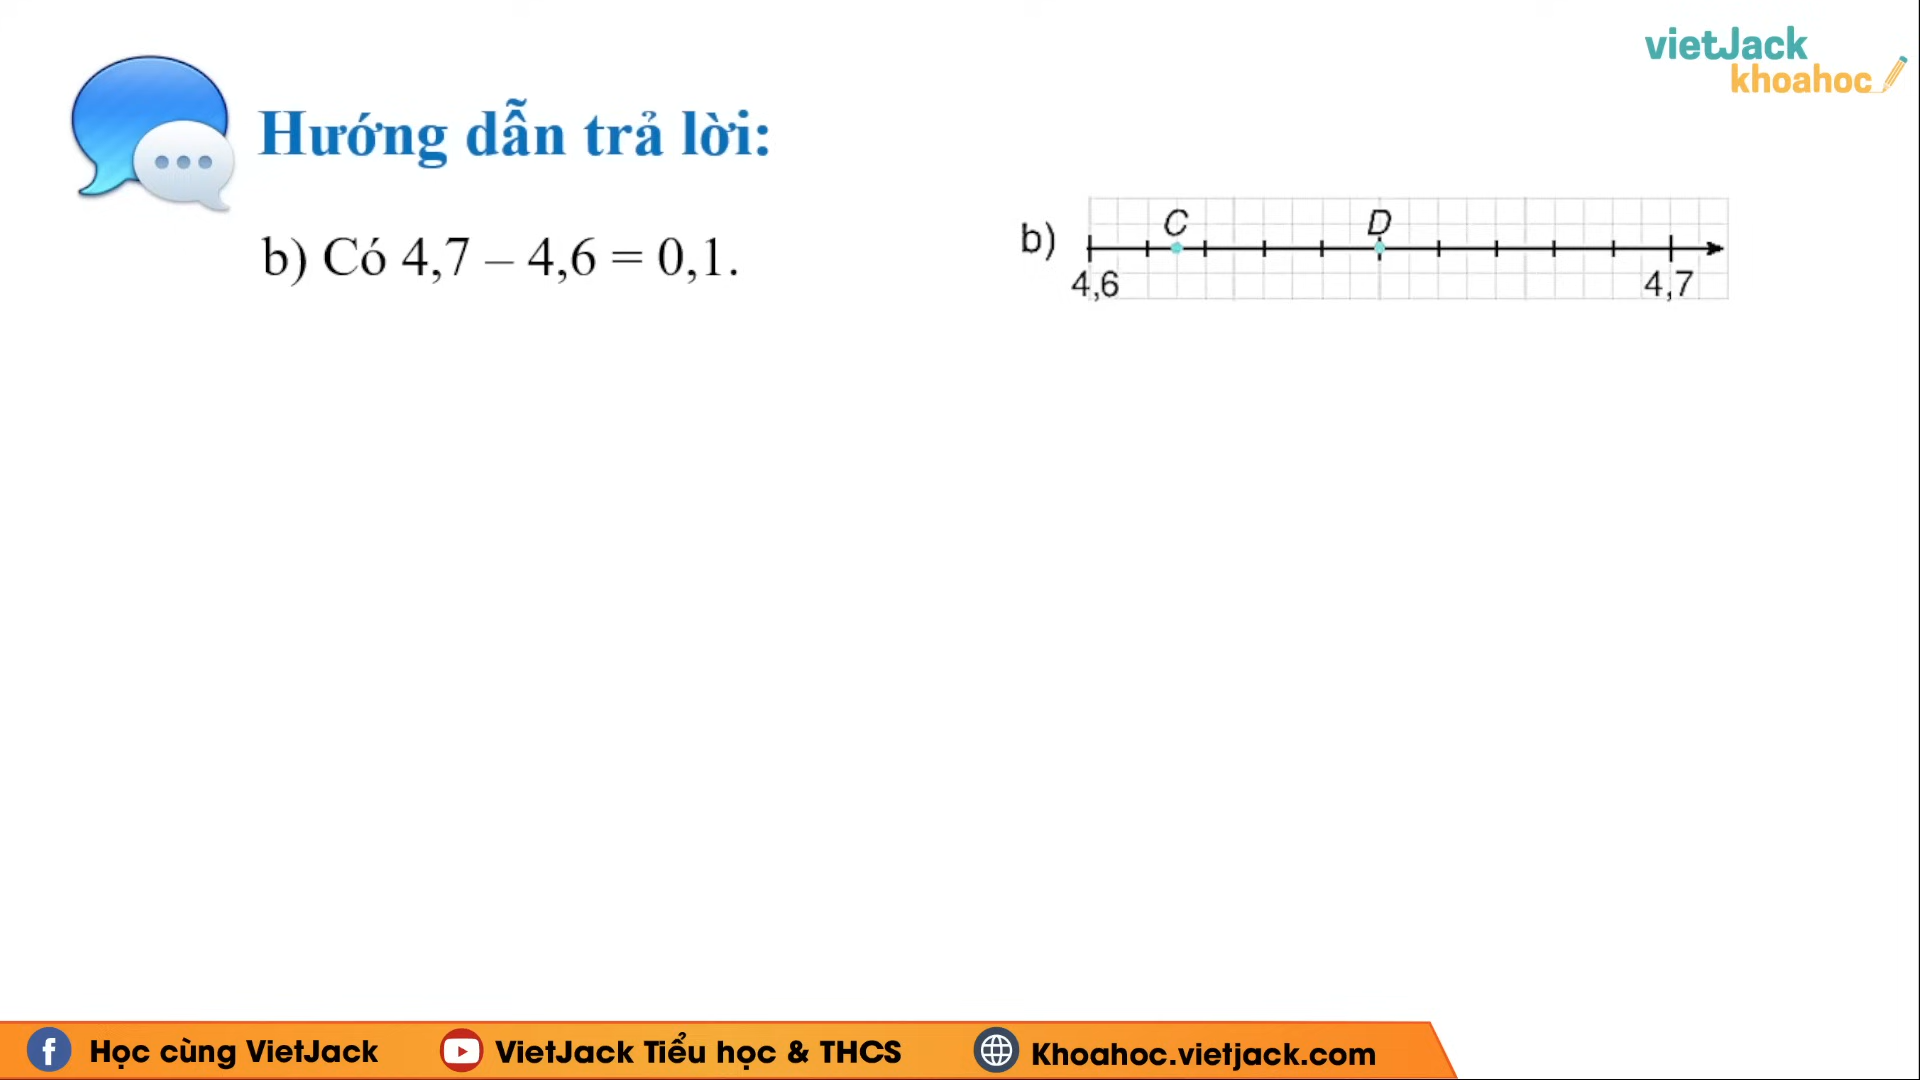 vietJack
khoahoc
Hướng dẫn trả lời:
b) Có 4,7 – 4,6 = 0,1.
b)
C D
4,6 4,7
Học cùng VietJack
VietJack Tiểu học & THCS
Khoahoc.vietjack.com